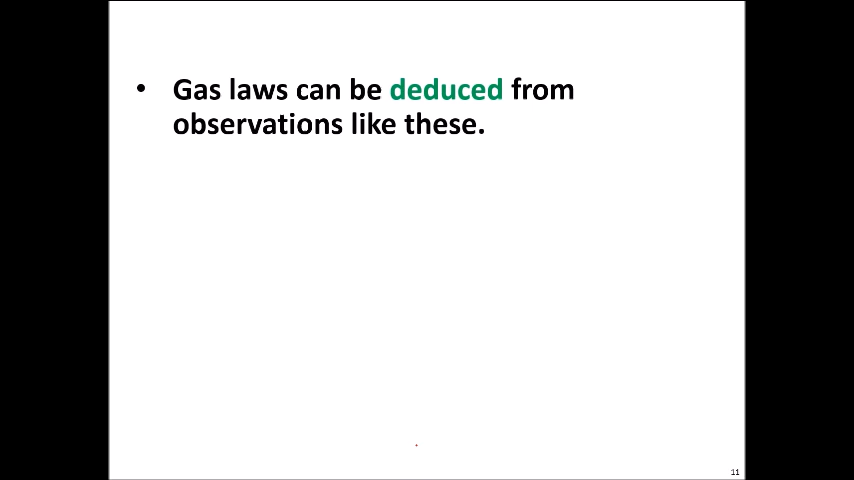 • Gas laws can be deduced from
observations like these.
11